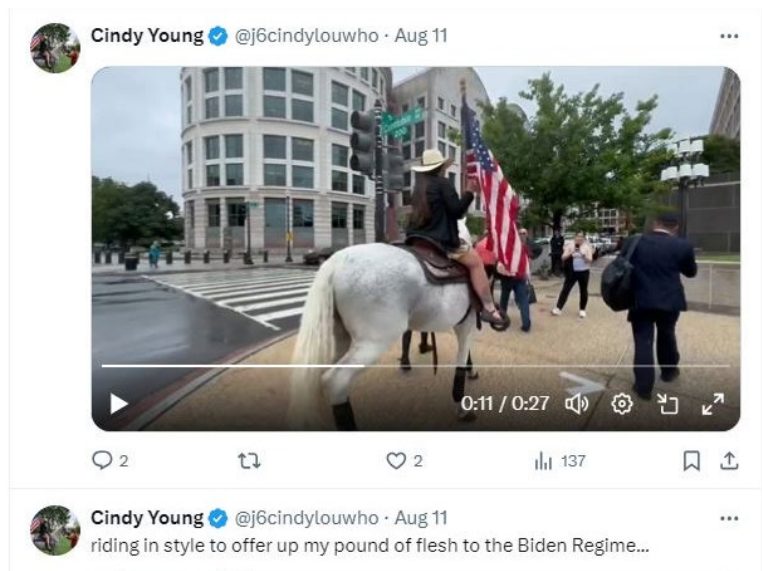 Cindy Young @j6cindylouwho · Aug 11
200
0:11 / 0:27
2
2
137
Cindy Young @j6cindylouwho · Aug 11
riding in style to offer up my pound of flesh to the Biden Regime...